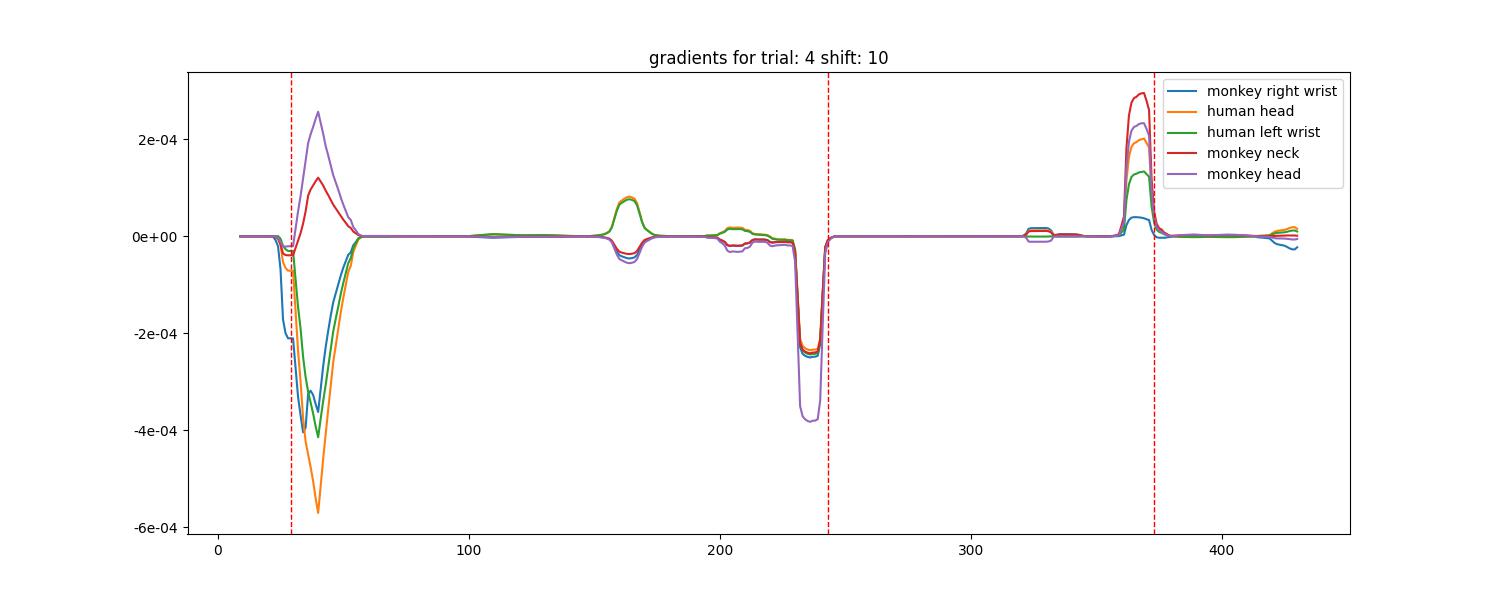 gradients for trial: 4 shift: 10
monkey right wrist
human head
human left wrist
monkey neck
monkey head
2e-04
0e+00
-2e-04
-4e-04
-6e-04
0 100 200 300 400